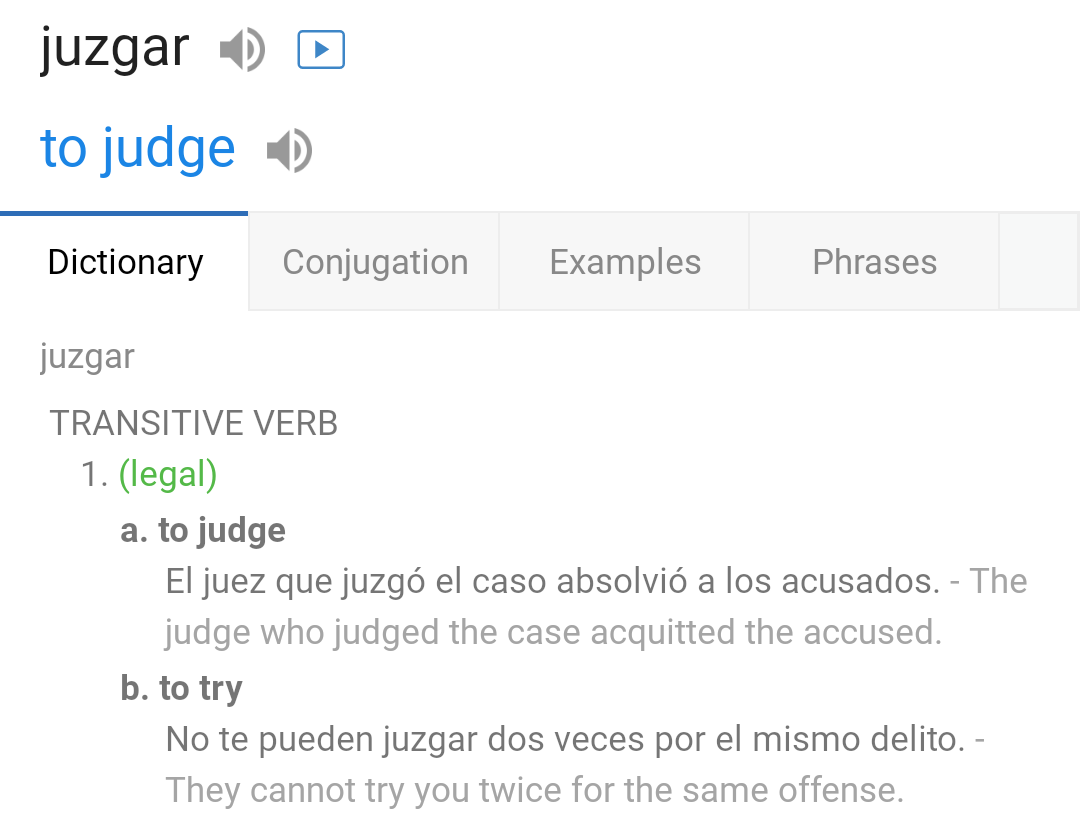 juzgar
to judge
Dictionary
Conjugation
Examples
Phrases
juzgar
TRANSITIVE VERB
1. (legal)
a. to judge
El juez que juzgó el caso absolvió a los acusados. - The
judge who judged the case acquitted the accused.
b. to try
No te pueden juzgar dos veces por el mismo delito. -
They cannot try you twice for the same offense.